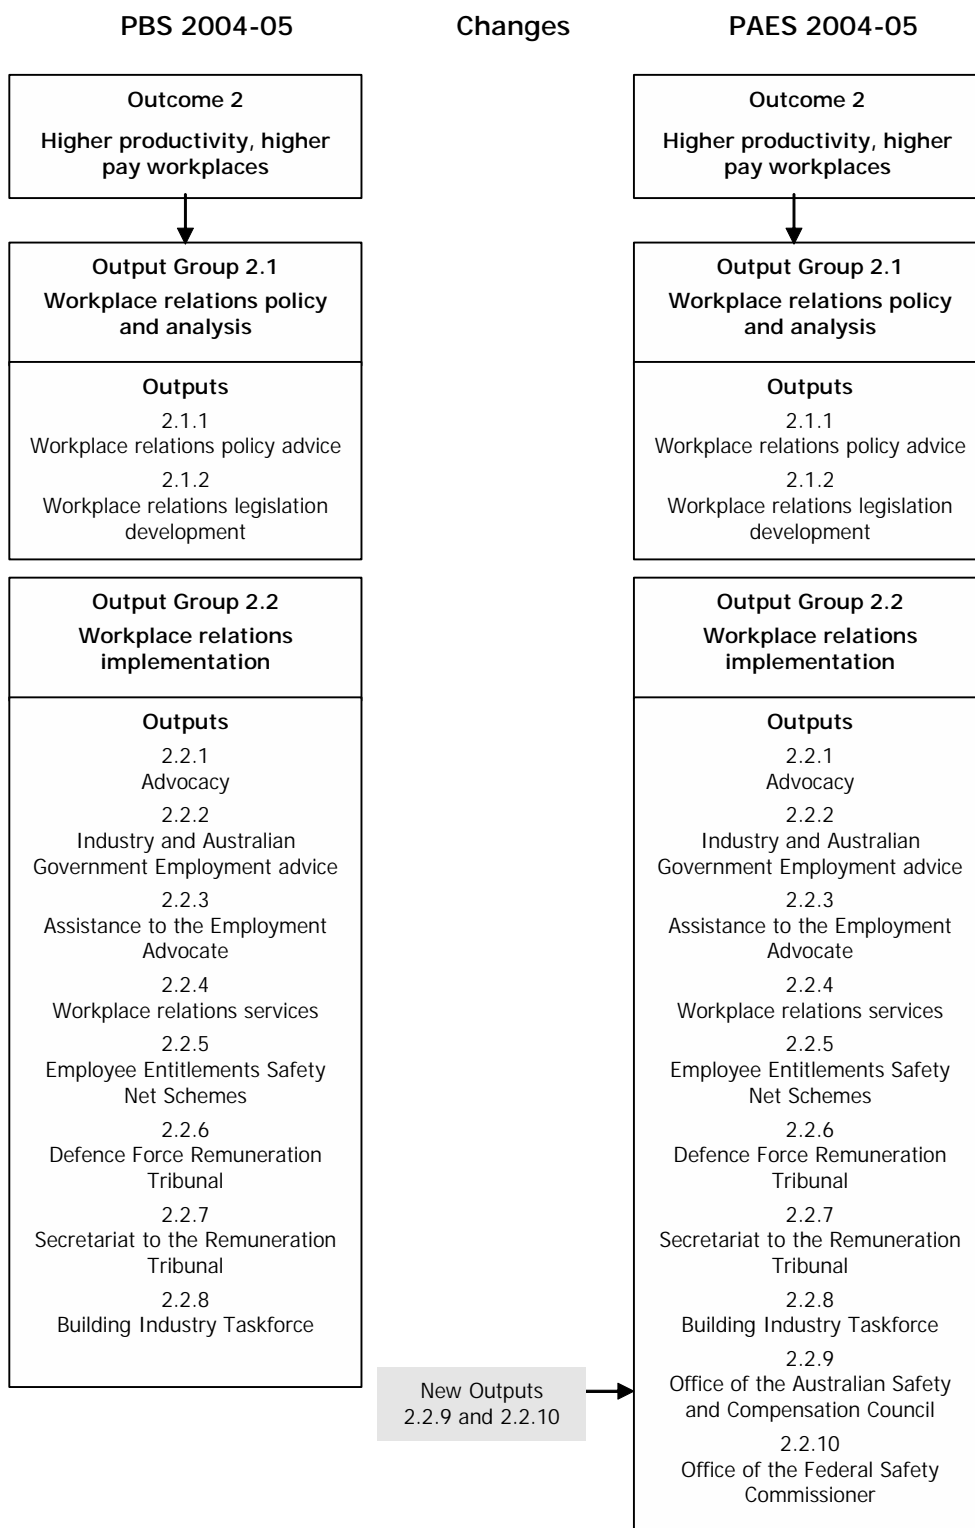 PBS 2004-05
Changes
PAES 2004-05
Outcome 2
Higher productivity, higher
pay workplaces
Output Group 2.1
Workplace relations policy
and analysis
Outputs
2.1.1
Workplace relations policy advice
2.1.2
Workplace relations legislation
development
Output Group 2.2
Workplace relations
implementation
Outputs
2.2.1
Advocacy
2.2.2
Industry and Australian
Government Employment advice
2.2.3
Assistance to the Employment
Advocate
2.2.4
Workplace relations services
2.2.5
Employee Entitlements Safety
Net Schemes
2.2.6
Defence Force Remuneration
Tribunal
2.2.7
Secretariat to the Remuneration
Tribunal
2.2.8
Building Industry Taskforce
New Outputs
2.2.9 and 2.2.10
Outcome 2
Higher productivity, higher
pay workplaces
Output Group 2.1
Workplace relations policy
and analysis
Outputs
2.1.1
Workplace relations policy advice
2.1.2
Workplace relations legislation
development
Output Group 2.2
Workplace relations
implementation
Outputs
2.2.1
Advocacy
2.2.2
Industry and Australian
Government Employment advice
2.2.3
Assistance to the Employment
Advocate
2.2.4
Workplace relations services
2.2.5
Employee Entitlements Safety
Net Schemes
2.2.6
Defence Force Remuneration
Tribunal
2.2.7
Secretariat to the Remuneration
Tribunal
2.2.8
Building Industry Taskforce
2.2.9
Office of the Australian Safety
and Compensation Council
2.2.10
Office of the Federal Safety
Commissioner